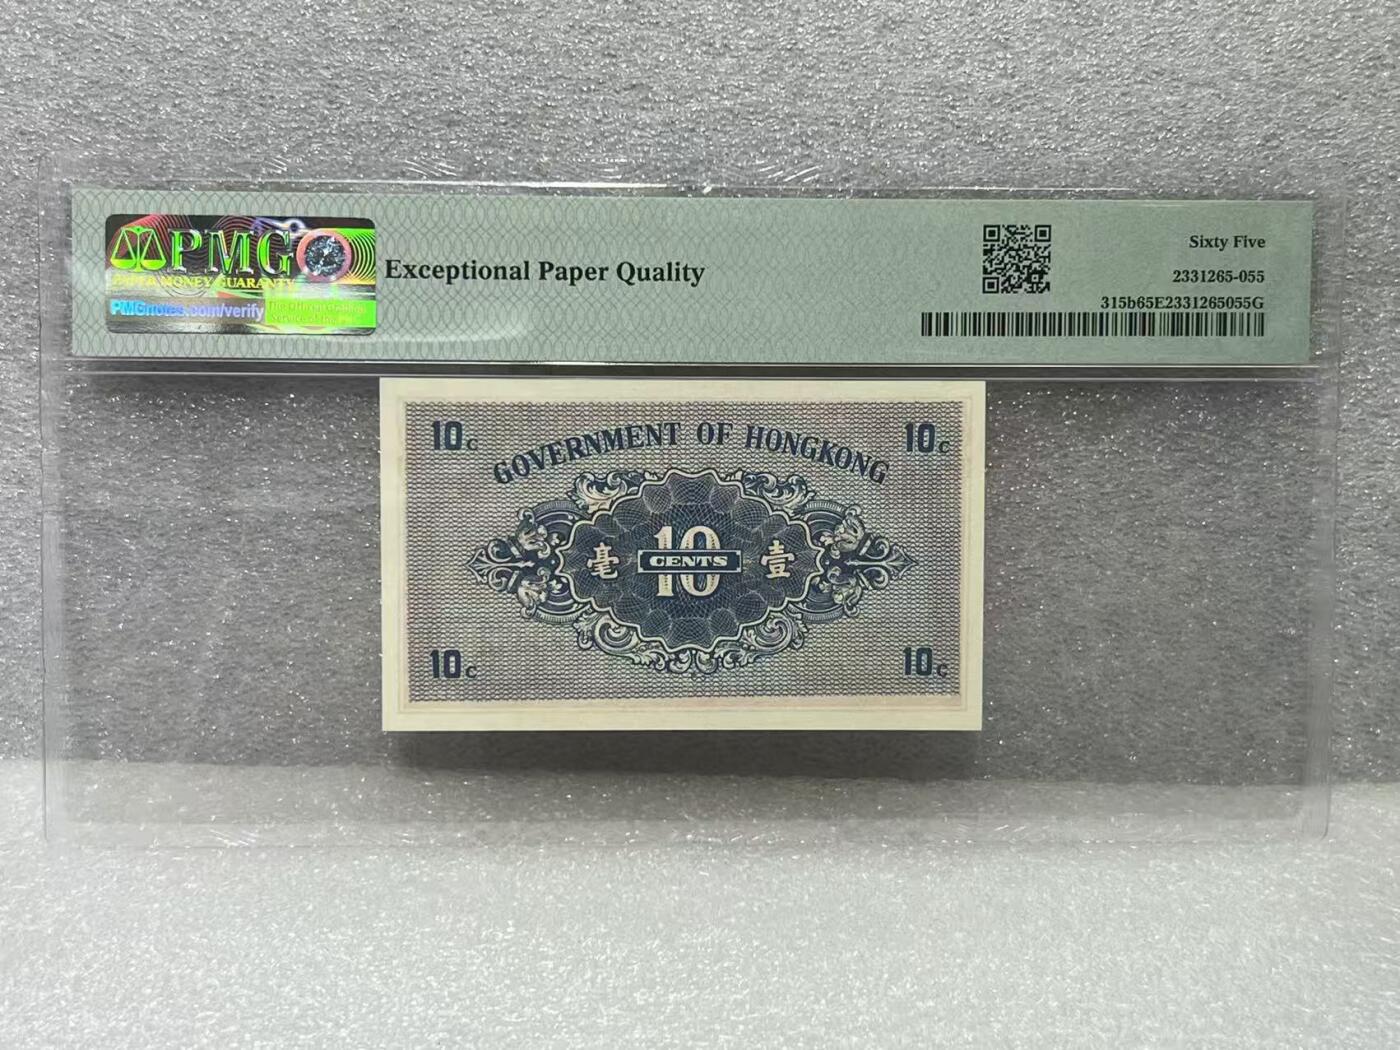 PMG
PAPER MONEY GUARANTY
PMGnotes.com/verify
Exceptional Paper Quality
Sixty Five
2331265-055
315b65E2331265055G
10c
10c
GOVERNMENT OF HONGKONG
毫
10
CENTS
壹
10c
10c